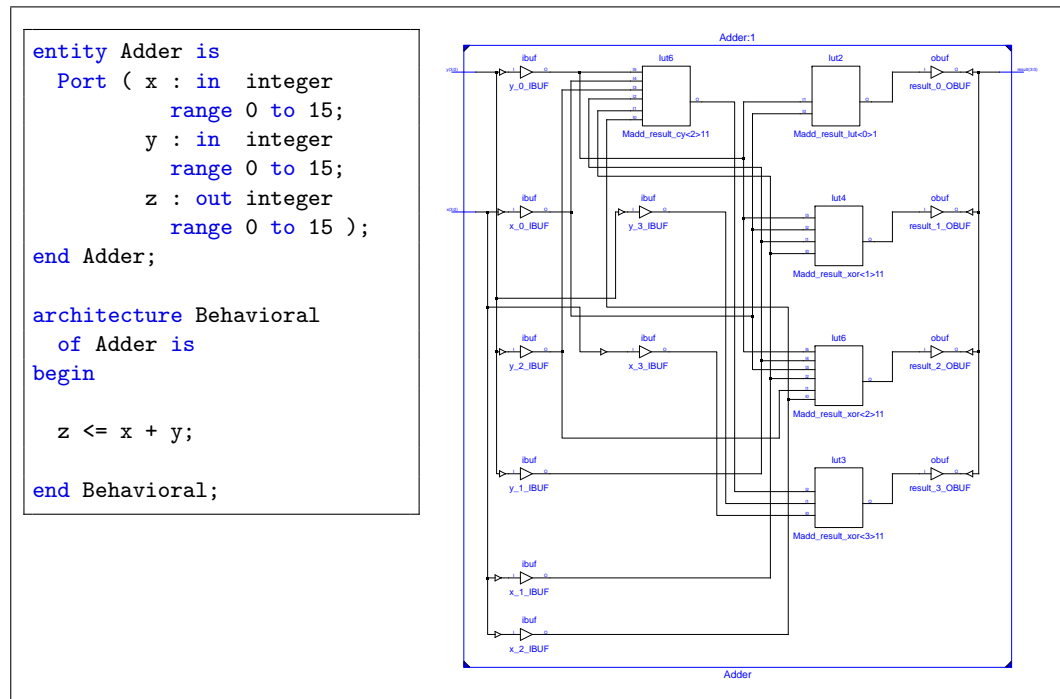 entity Adder is
Port ( x : in integer
range 0 to 15;
y : in integer
range 0 to 15;
z : out integer
range 0 to 15 );
end Adder;
architecture Behavioral
of Adder is
begin
z <= x + y;
end Behavioral;
Adder:1
ibuf
y_0_IBUF
lut6
Madd_result_cy<2>11
lut2
Madd_result_lut<0>1
obuf
result_0_OBUF
ibuf
x_0_IBUF
ibuf
y_3_IBUF
lut4
Madd_result_xor<1>11
obuf
result_1_OBUF
ibuf
y_2_IBUF
ibuf
x_3_IBUF
lut6
Madd_result_xor<2>11
obuf
result_2_OBUF
ibuf
y_1_IBUF
lut3
Madd_result_xor<3>11
obuf
result_3_OBUF
ibuf
x_1_IBUF
ibuf
x_2_IBUF
Adder